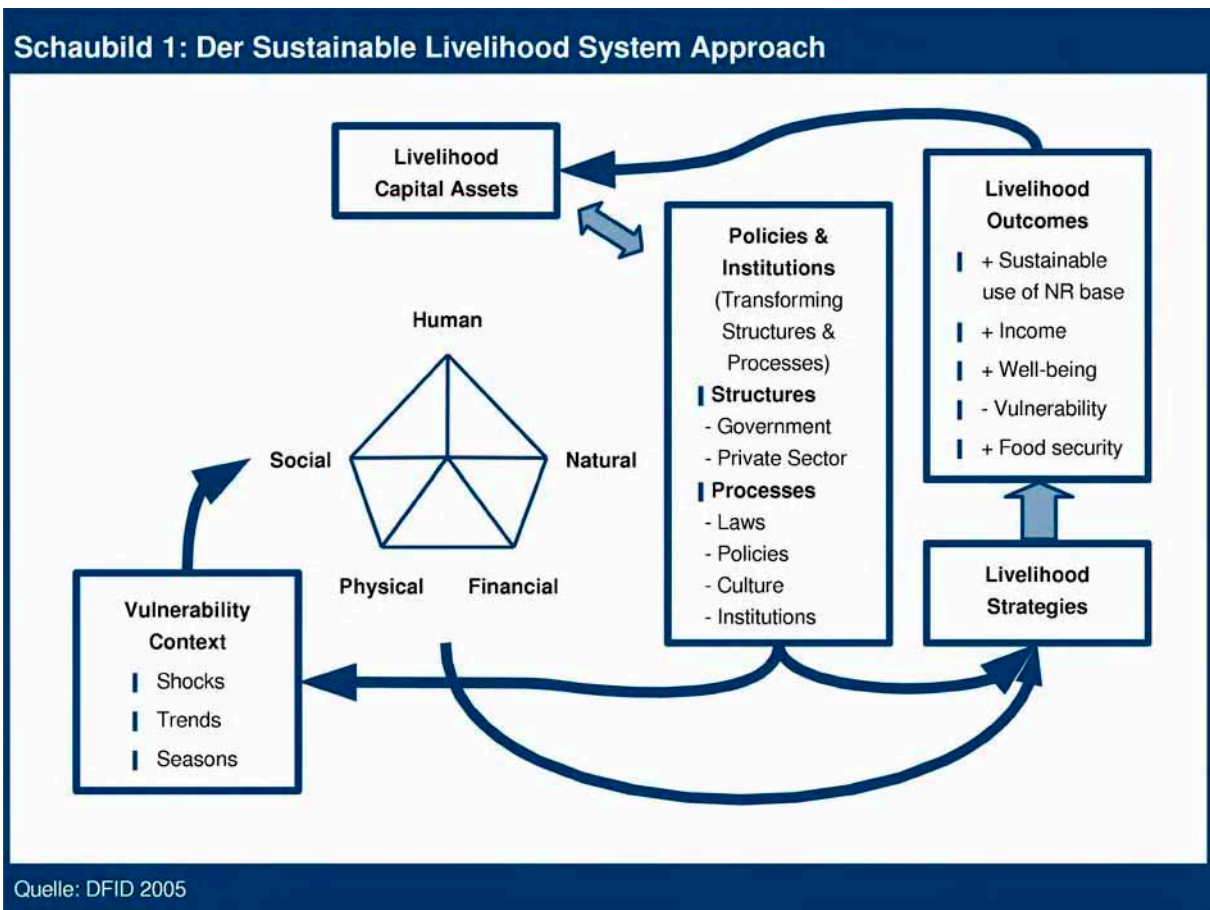 Schaubild 1: Der Sustainable Livelihood System Approach
Livelihood
Capital Assets
Human
Social
Natural
Physical
Financial
Vulnerability
Context
Shocks
Trends
Seasons
Policies &
Institutions
(Transforming
Structures &
Processes)
Structures
- Government
- Private Sector
Processes
- Laws
- Policies
- Culture
- Institutions
Livelihood
Outcomes
+ Sustainable
use of NR base
+ Income
+ Well-being
- Vulnerability
+ Food security
Livelihood
Strategies
Quelle: DFID 2005